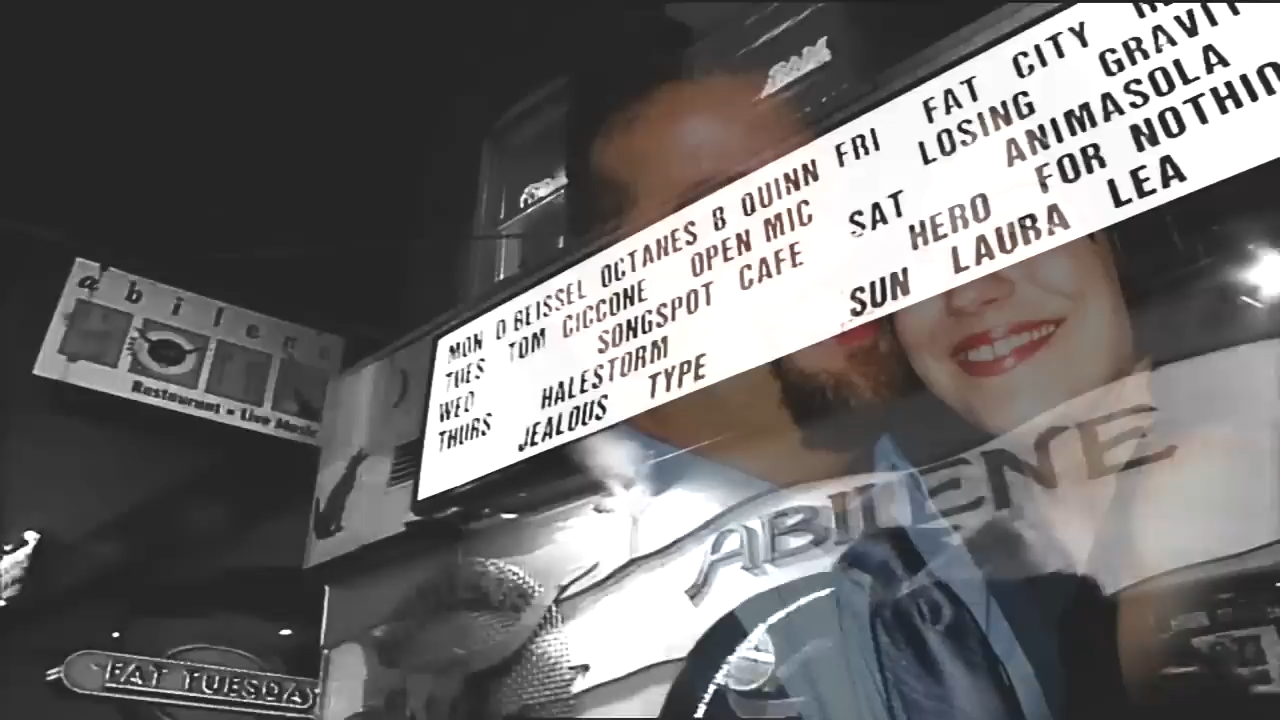 abilene
Restaurant • Live Music
MON D BEISSEL OCTANES B QUINN
TUES TOM CICCONE OPEN MIC
WED SONGSPOT CAFE
THURS HALESTORM
JEALOUS TYPE
FRI FAT CITY
LOSING GRAVIT
SAT ANIMASOLA
HERO FOR NOTHIN
SUN LAURA LEA
ABILENE
FAT TUESDAY